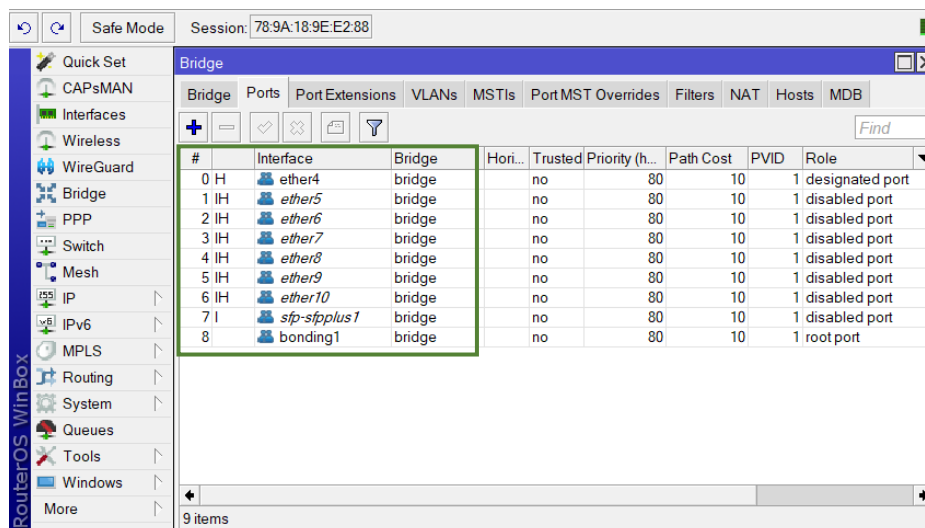 Safe Mode Session: 78:9A:18:9E:E2:88
Quick Set
CAPsMAN
Interfaces
Wireless
WireGuard
Bridge
PPP
Switch
Mesh
IP
IPv6
MPLS
Routing
System
Queues
Tools
Windows
More
RouterOS WinBox
Bridge
Bridge Ports Port Extensions VLANs MSTIs Port MST Overrides Filters NAT Hosts MDB
Find
# Interface Bridge Hori... Trusted Priority (h... Path Cost PVID Role
0 H ether4 bridge no 80 10 1 designated port
1 IH ether5 bridge no 80 10 1 disabled port
2 IH ether6 bridge no 80 10 1 disabled port
3 IH ether7 bridge no 80 10 1 disabled port
4 IH ether8 bridge no 80 10 1 disabled port
5 IH ether9 bridge no 80 10 1 disabled port
6 IH ether10 bridge no 80 10 1 disabled port
7 I sfp-sfpplus1 bridge no 80 10 1 disabled port
8 bonding1 bridge no 80 10 1 root port
9 items